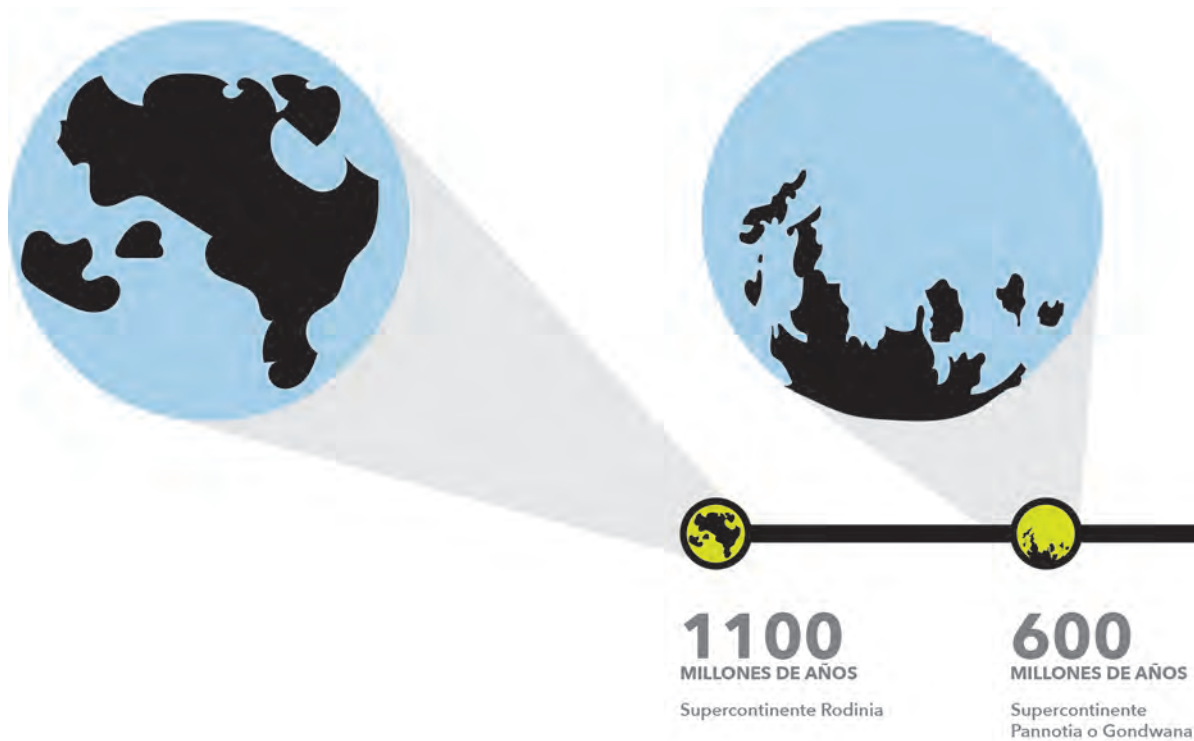 1100
MILLONES DE AÑOS
Supercontinente Rodinia
600
MILLONES DE AÑOS
Supercontinente
Pannotia o Gondwana